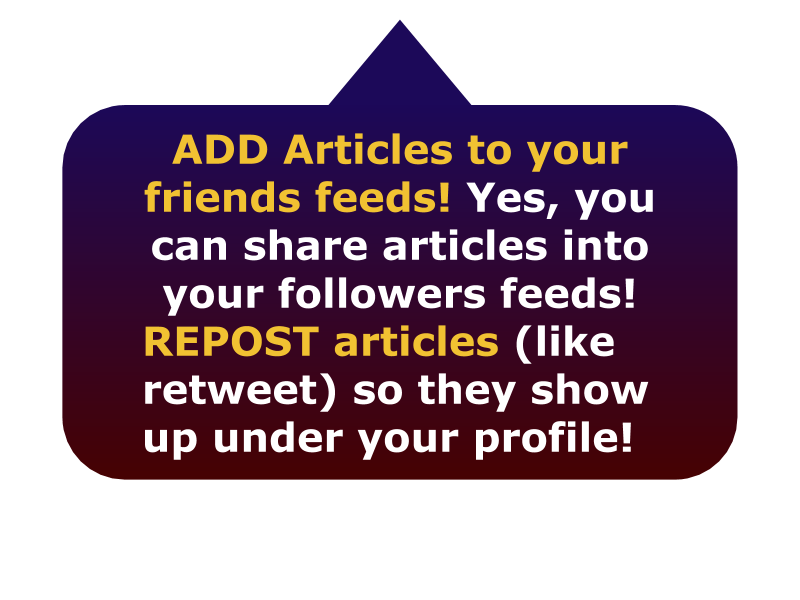 ADD Articles to your
friends feeds! Yes, you
can share articles into
your followers feeds!
REPOST articles (like
retweet) so they show
up under your profile!